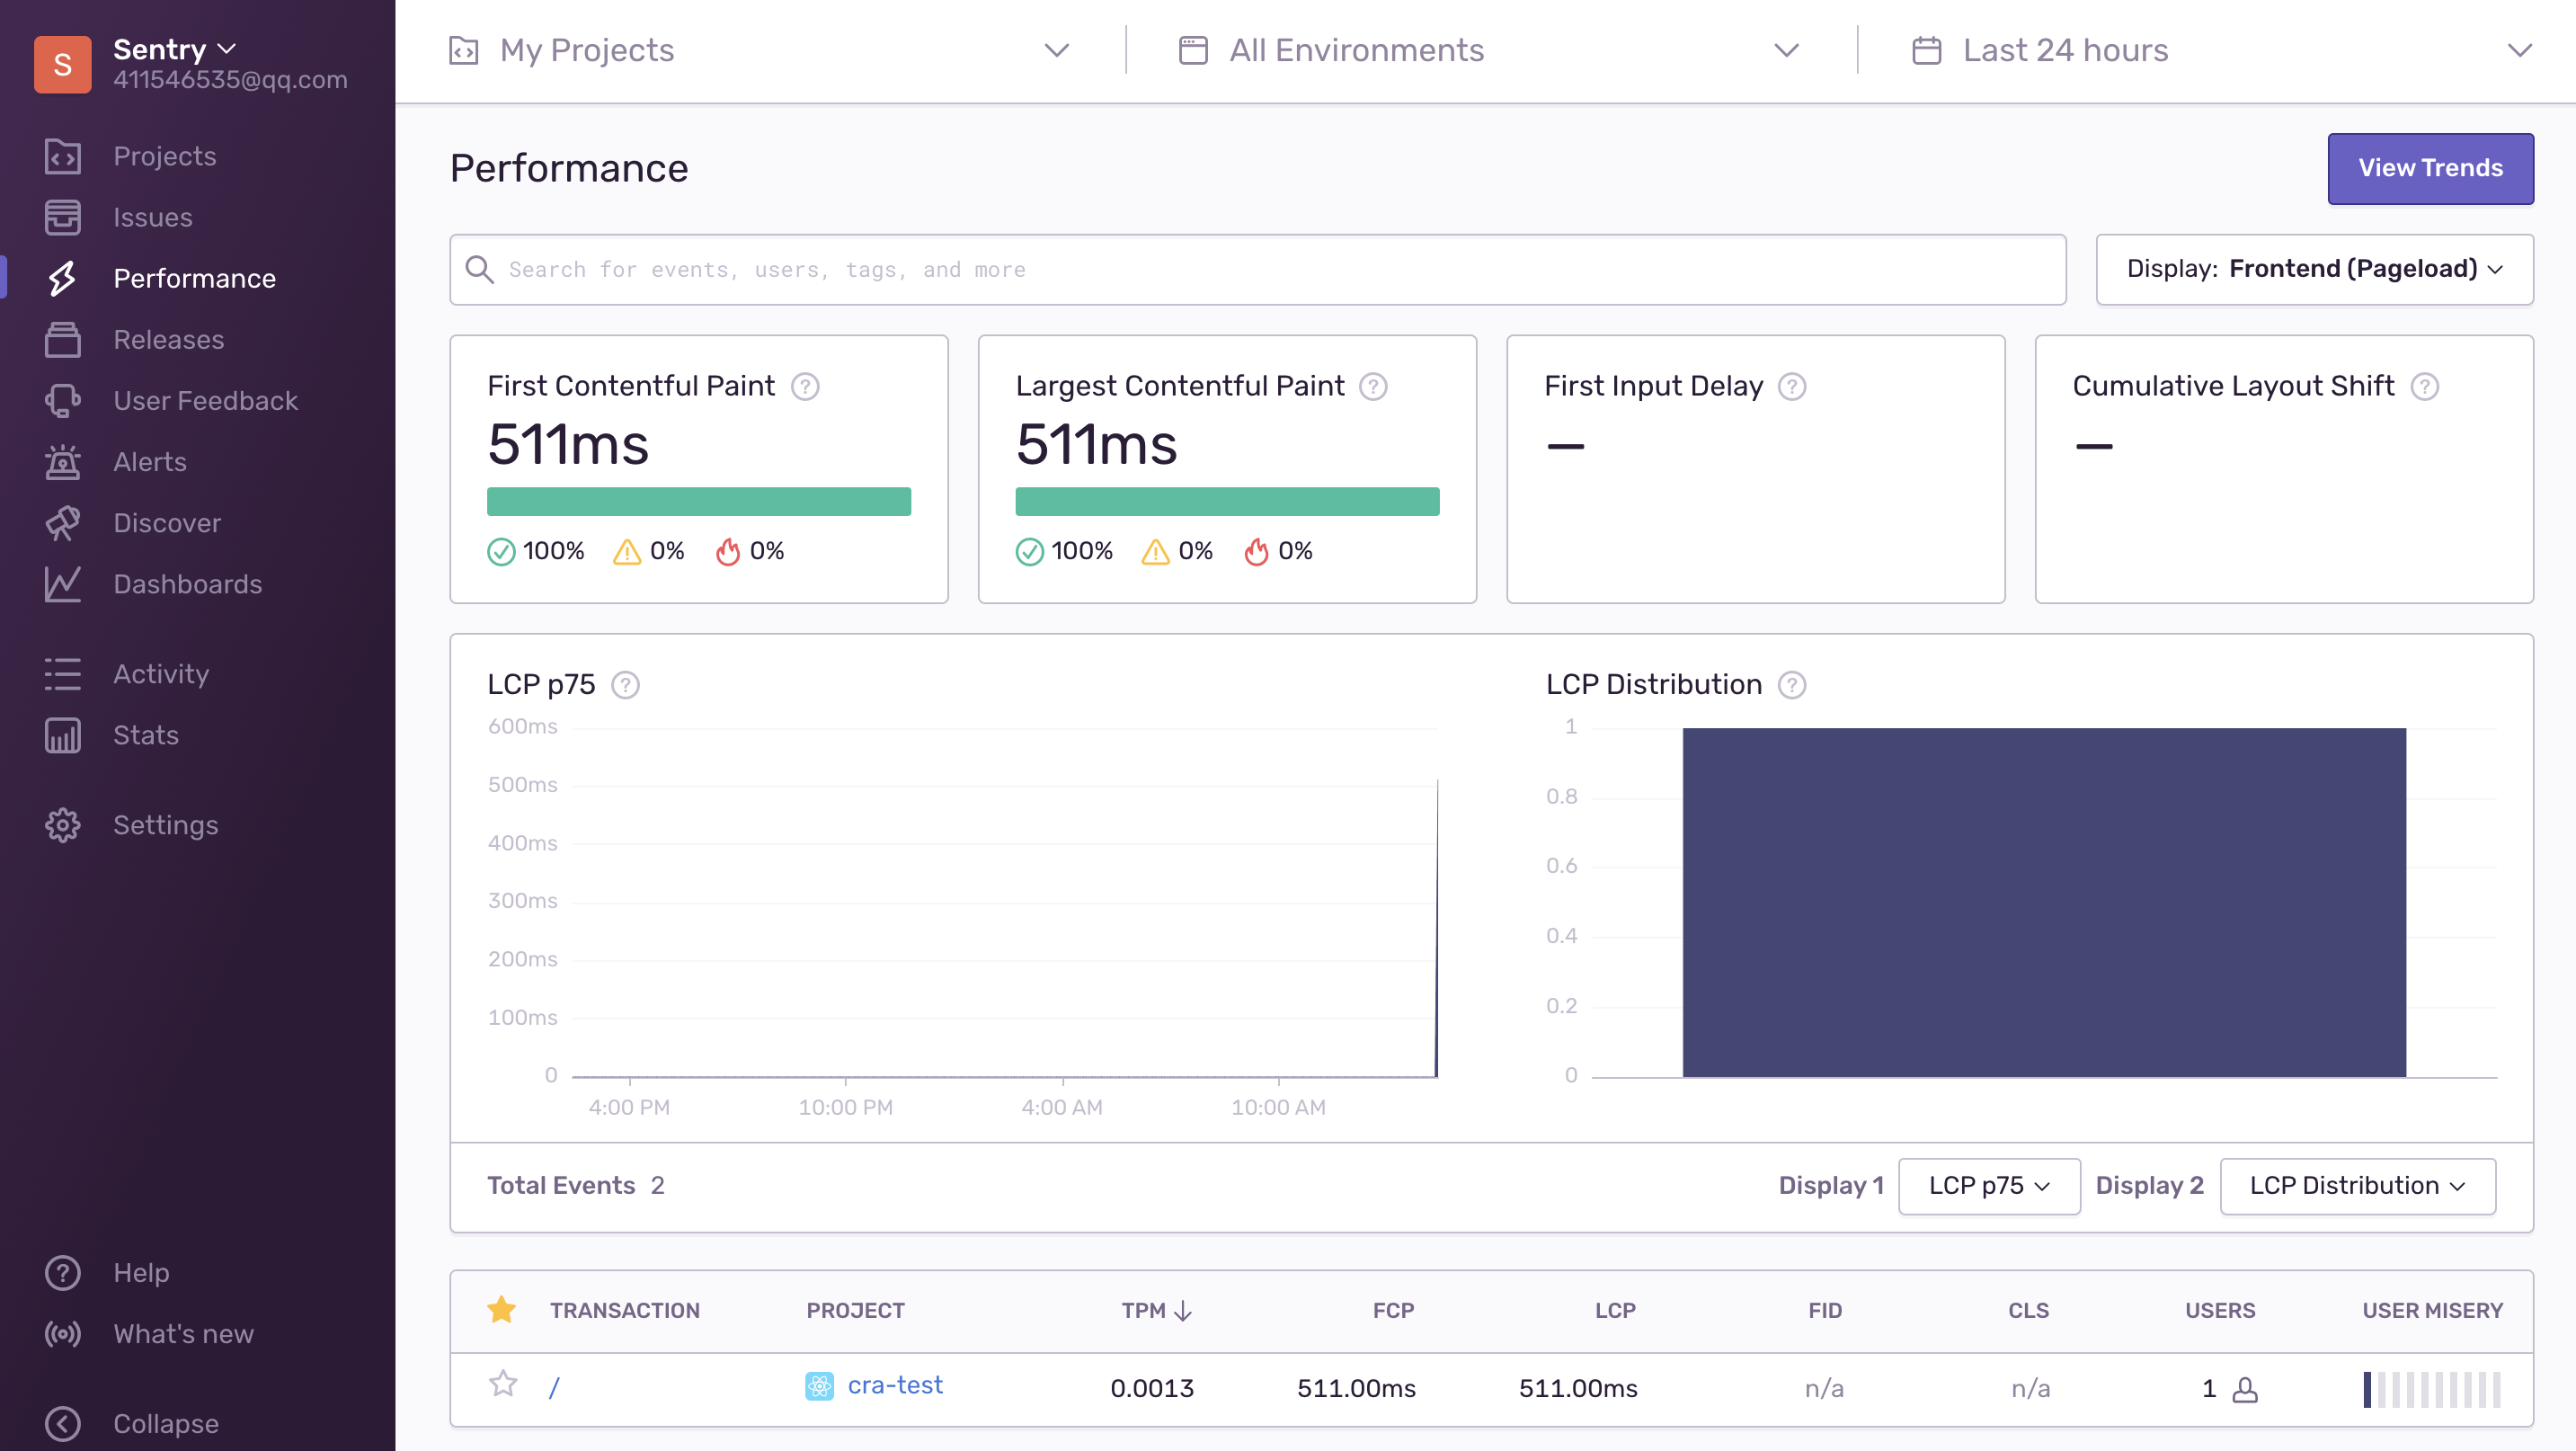 S
Sentry
411546535@qq.com
Projects
Issues
Performance
Releases
User Feedback
Alerts
Discover
Dashboards
Activity
Stats
Settings
Help
What's new
Collapse
My Projects
All Environments
Last 24 hours
Performance
View Trends
Search for events, users, tags, and more
Display: Frontend (Pageload)
First Contentful Paint ?
511ms
100% 0% 0%
Largest Contentful Paint ?
511ms
100% 0% 0%
First Input Delay ?
—
Cumulative Layout Shift ?
—
LCP p75 ?
600ms
500ms
400ms
300ms
200ms
100ms
0
4:00 PM 10:00 PM 4:00 AM 10:00 AM
LCP Distribution ?
1
0.8
0.6
0.4
0.2
0
Total Events 2
Display 1 LCP p75 Display 2 LCP Distribution
TRANSACTION PROJECT TPM FCP LCP FID CLS USERS USER MISERY
/ cra-test 0.0013 511.00ms 511.00ms n/a n/a 1